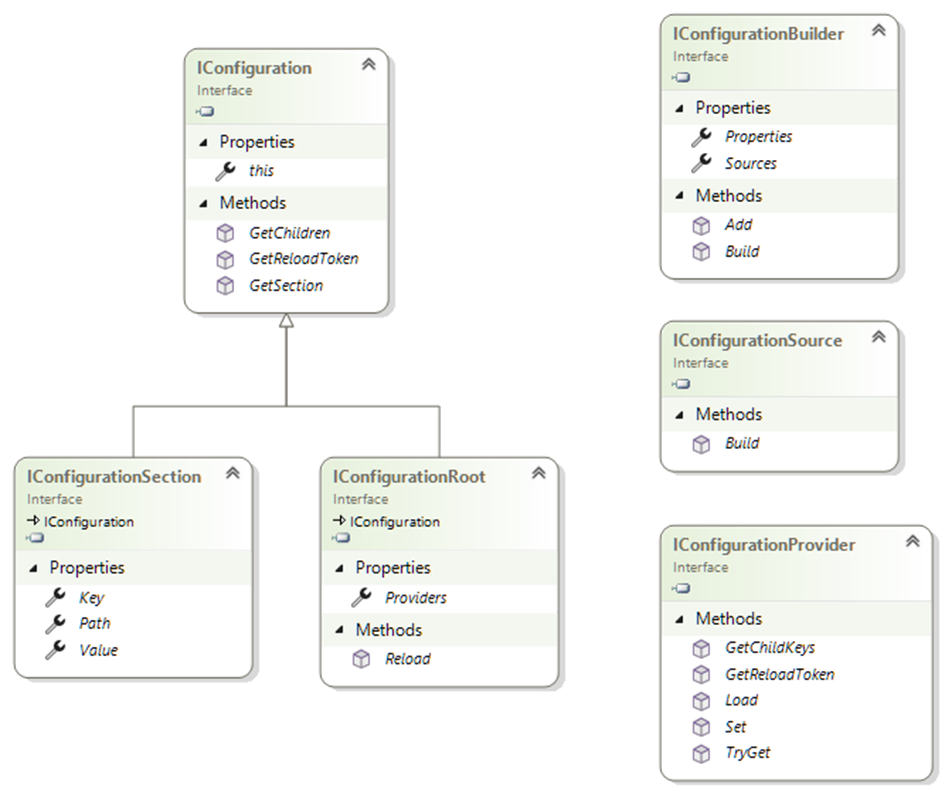 IConfiguration
Interface
Properties
this
Methods
GetChildren
GetReloadToken
GetSection
IConfigurationSection
Interface
IConfiguration
Properties
Key
Path
Value
IConfigurationRoot
Interface
IConfiguration
Properties
Providers
Methods
Reload
IConfigurationBuilder
Interface
Properties
Properties
Sources
Methods
Add
Build
IConfigurationSource
Interface
Methods
Build
IConfigurationProvider
Interface
Methods
GetChildKeys
GetReloadToken
Load
Set
TryGet